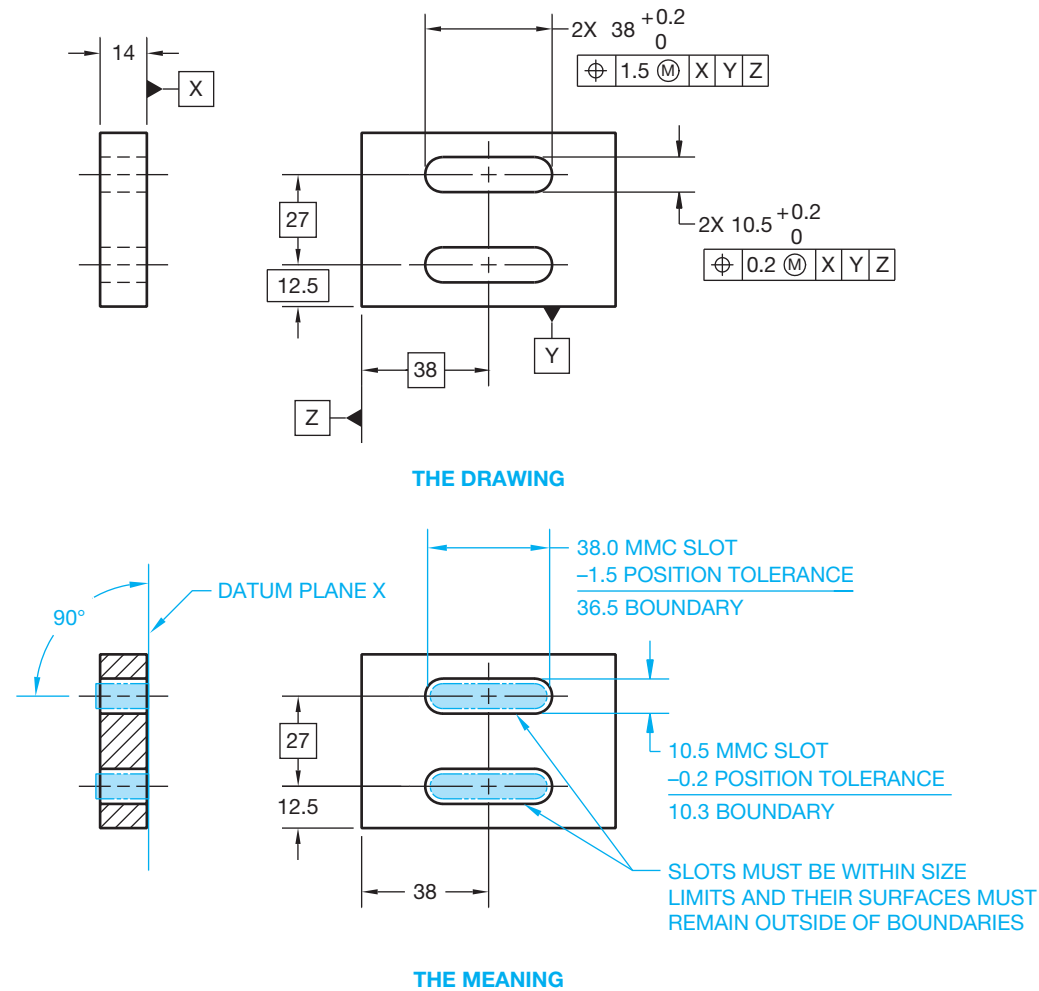 14
X
2X 38 +0.2
0
⌖ 1.5 Ⓜ X Y Z
27
12.5
2X 10.5 +0.2
0
⌖ 0.2 Ⓜ X Y Z
Y
38
Z
THE DRAWING
90°
DATUM PLANE X
38.0 MMC SLOT
–1.5 POSITION TOLERANCE
36.5 BOUNDARY
27
12.5
38
10.5 MMC SLOT
–0.2 POSITION TOLERANCE
10.3 BOUNDARY
SLOTS MUST BE WITHIN SIZE
LIMITS AND THEIR SURFACES MUST
REMAIN OUTSIDE OF BOUNDARIES
THE MEANING